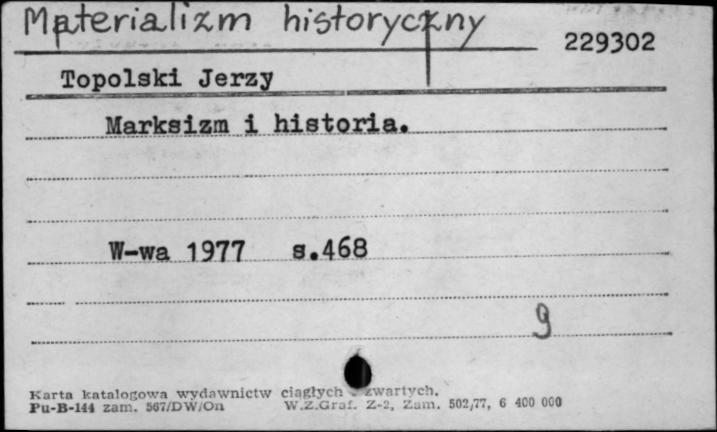 Materializm historyczny
229302
Topolski Jerzy
Marksizm i historia.
W-wa 1977 s.468
9
Karta katalogowa wydawnictw ciągłych zwartych.
Pu-B-144 zam. 567/DW/On W.Z.Graf. Z-2, Zam. 502/77, 6 400 000